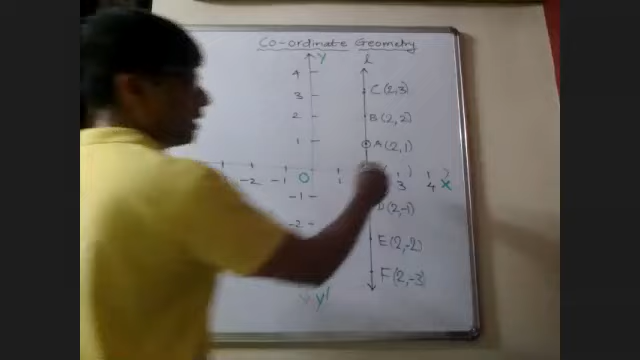 Co-ordinate Geometry
Y
l
4
3
C(2,3)
2
B(2,2)
1
A(2,1)
-2 -1 O 1 3 4 X
-1
D(2,-1)
-2
E(2,-2)
F(2,-3)
Y'